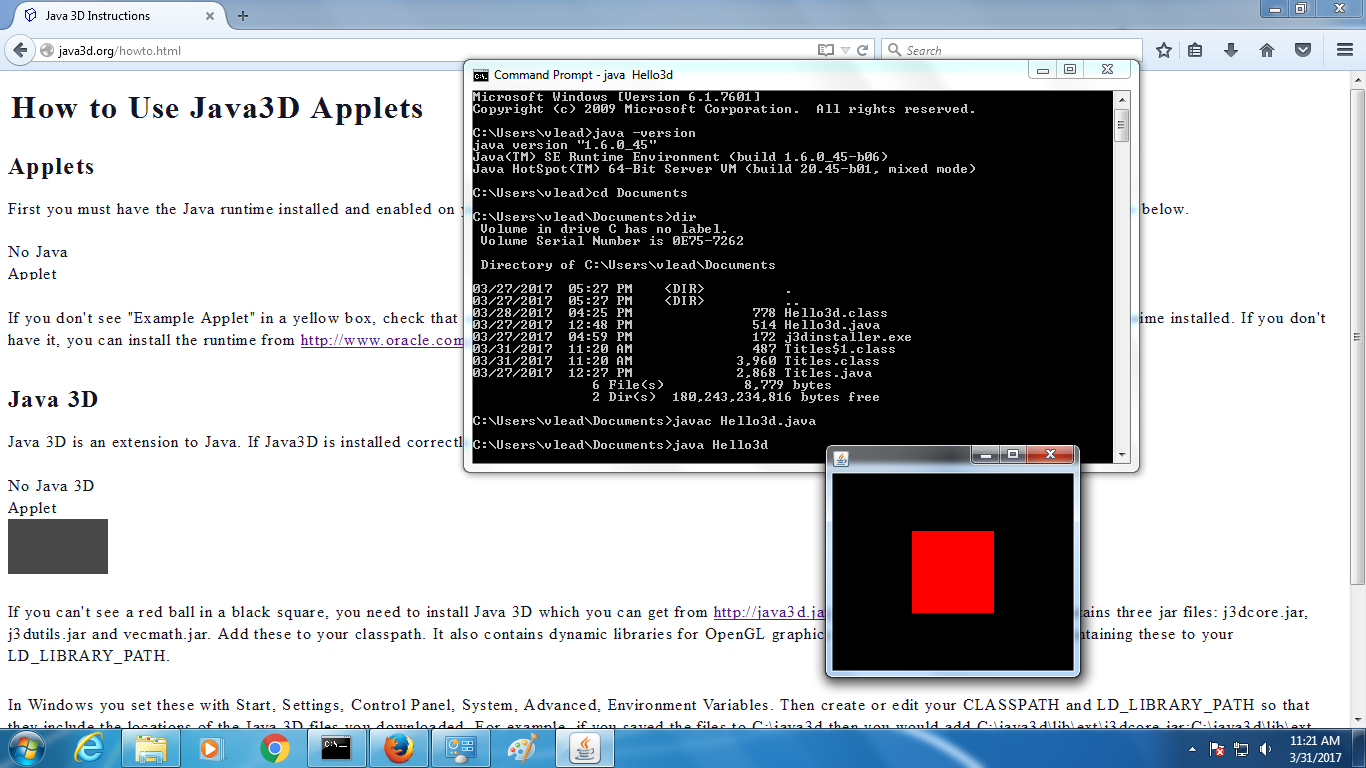 Java 3D Instructions
java3d.org/howto.html
Search
How to Use Java3D Applets
Applets
First you must have the Java runtime installed and enabled on
below.
No Java
Applet
If you don't see "Example Applet" in a yellow box, check that
ime installed. If you don't
have it, you can install the runtime from http://www.oracle.com
Java 3D
Java 3D is an extension to Java. If Java3D is installed correctl
No Java 3D
Applet
If you can't see a red ball in a black square, you need to install Java 3D which you can get from http://java3d.ja
tains three jar files: j3dcore.jar,
j3dutils.jar and vecmath.jar. Add these to your classpath. It also contains dynamic libraries for OpenGL graphic
ntaining these to your
LD_LIBRARY_PATH.
In Windows you set these with Start, Settings, Control Panel, System, Advanced, Environment Variables. Then create or edit your CLASSPATH and LD_LIBRARY_PATH so that
they include the locations of the Java 3D files you downloaded. For example, if you saved the files to C:\java3d then you would add C:\java3d\lib\ext\j3dcore.jar;C:\java3d\lib\ext
Command Prompt - java Hello3d
Microsoft Windows [Version 6.1.7601]
Copyright (c) 2009 Microsoft Corporation. All rights reserved.
C:\Users\vlead>java -version
java version "1.6.0_45"
Java(TM) SE Runtime Environment (build 1.6.0_45-b06)
Java HotSpot(TM) 64-Bit Server VM (build 20.45-b01, mixed mode)
C:\Users\vlead>cd Documents
C:\Users\vlead\Documents>dir
Volume in drive C has no label.
Volume Serial Number is 0E75-7262
Directory of C:\Users\vlead\Documents
03/27/2017 05:27 PM <DIR> .
03/27/2017 05:27 PM <DIR> ..
03/28/2017 04:25 PM 778 Hello3d.class
03/27/2017 12:48 PM 514 Hello3d.java
03/27/2017 04:59 PM 172 j3dinstaller.exe
03/31/2017 11:20 AM 487 Titles$1.class
03/31/2017 11:20 AM 3,960 Titles.class
03/27/2017 12:27 PM 2,868 Titles.java
6 File(s) 8,779 bytes
2 Dir(s) 180,243,234,816 bytes free
C:\Users\vlead\Documents>javac Hello3d.java
C:\Users\vlead\Documents>java Hello3d
11:21 AM
3/31/2017